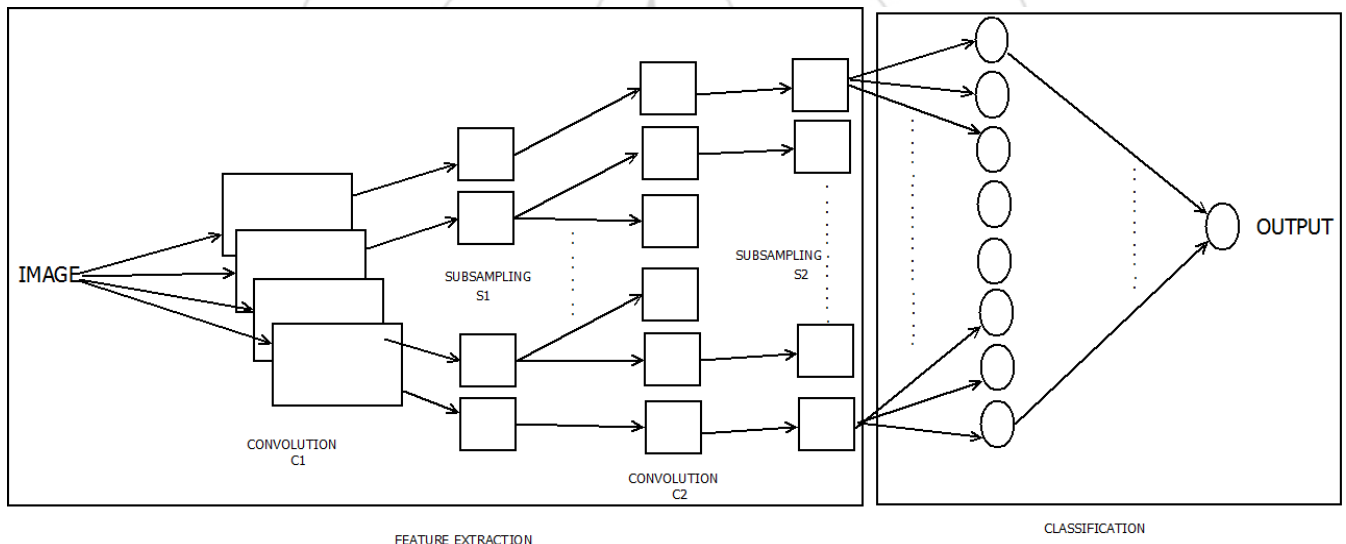 IMAGE
CONVOLUTION
C1
SUBSAMPLING
S1
CONVOLUTION
C2
SUBSAMPLING
S2
OUTPUT
FEATURE EXTRACTION
CLASSIFICATION